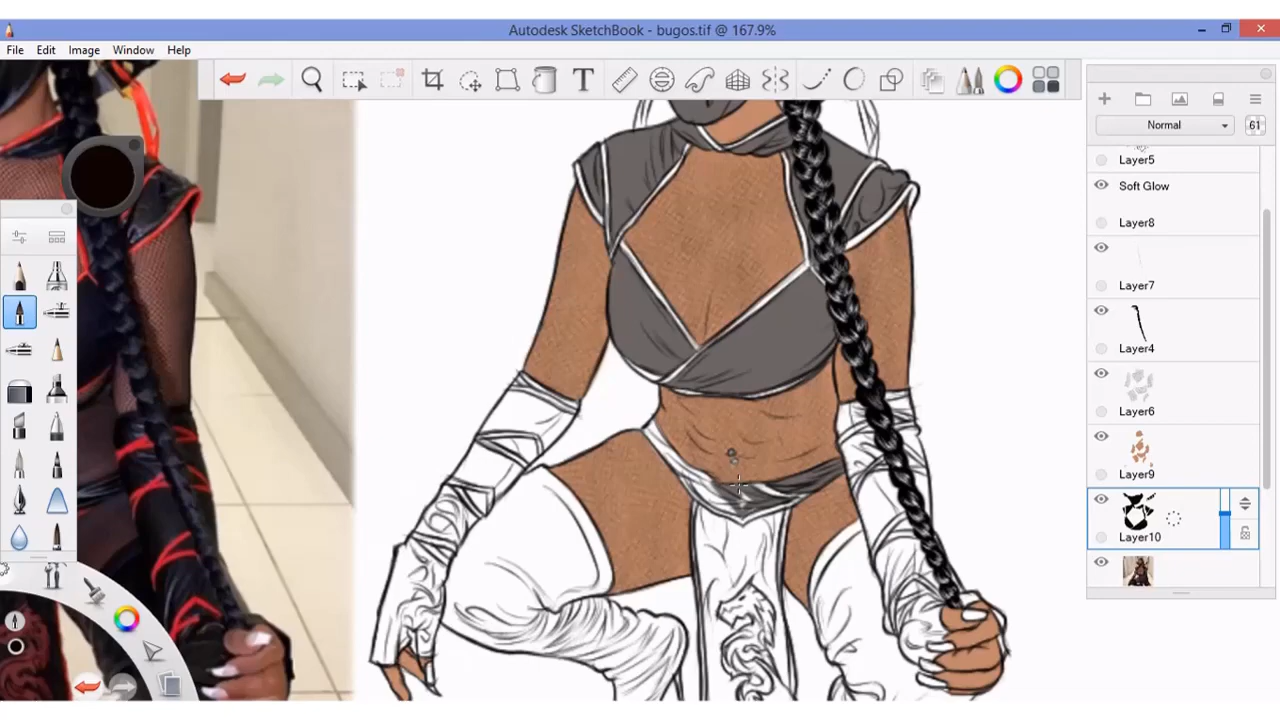 Autodesk SketchBook - bugos.tif @ 167.9%
File Edit Image Window Help
T
Normal 61
Layer5
Soft Glow
Layer8
Layer7
Layer4
Layer6
Layer9
Layer10